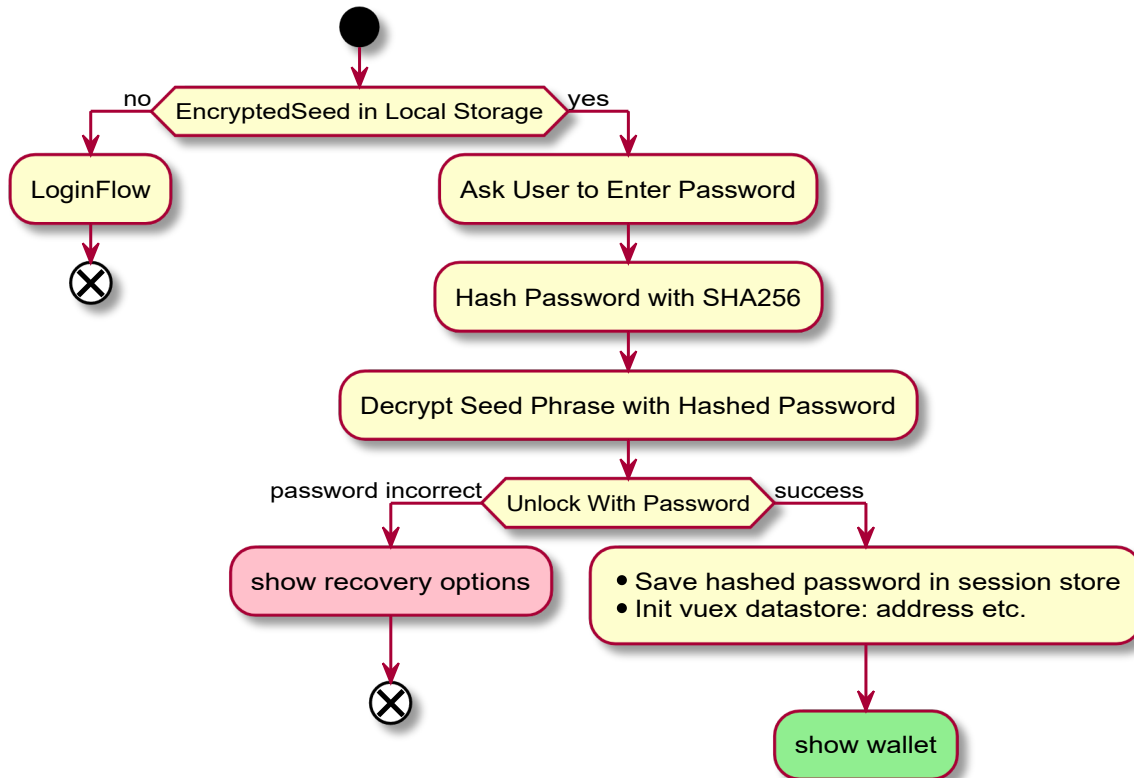 no
EncryptedSeed in Local Storage
yes
LoginFlow
Ask User to Enter Password
Hash Password with SHA256
Decrypt Seed Phrase with Hashed Password
password incorrect
Unlock With Password
success
show recovery options
• Save hashed password in session store
• Init vuex datastore: address etc.
show wallet